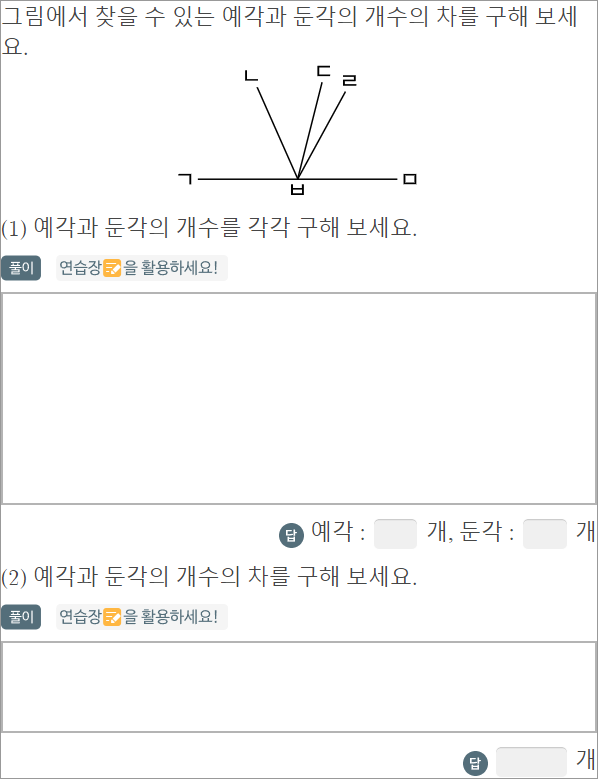 그림에서 찾을 수 있는 예각과 둔각의 개수의 차를 구해 보세
요.
ㄴ ㄷ ㄹ
ㄱ ㅂ ㅁ
(1) 예각과 둔각의 개수를 각각 구해 보세요.
풀이 연습장을 활용하세요!
답 예각 : 개, 둔각 : 개
(2) 예각과 둔각의 개수의 차를 구해 보세요.
풀이 연습장을 활용하세요!
답 개